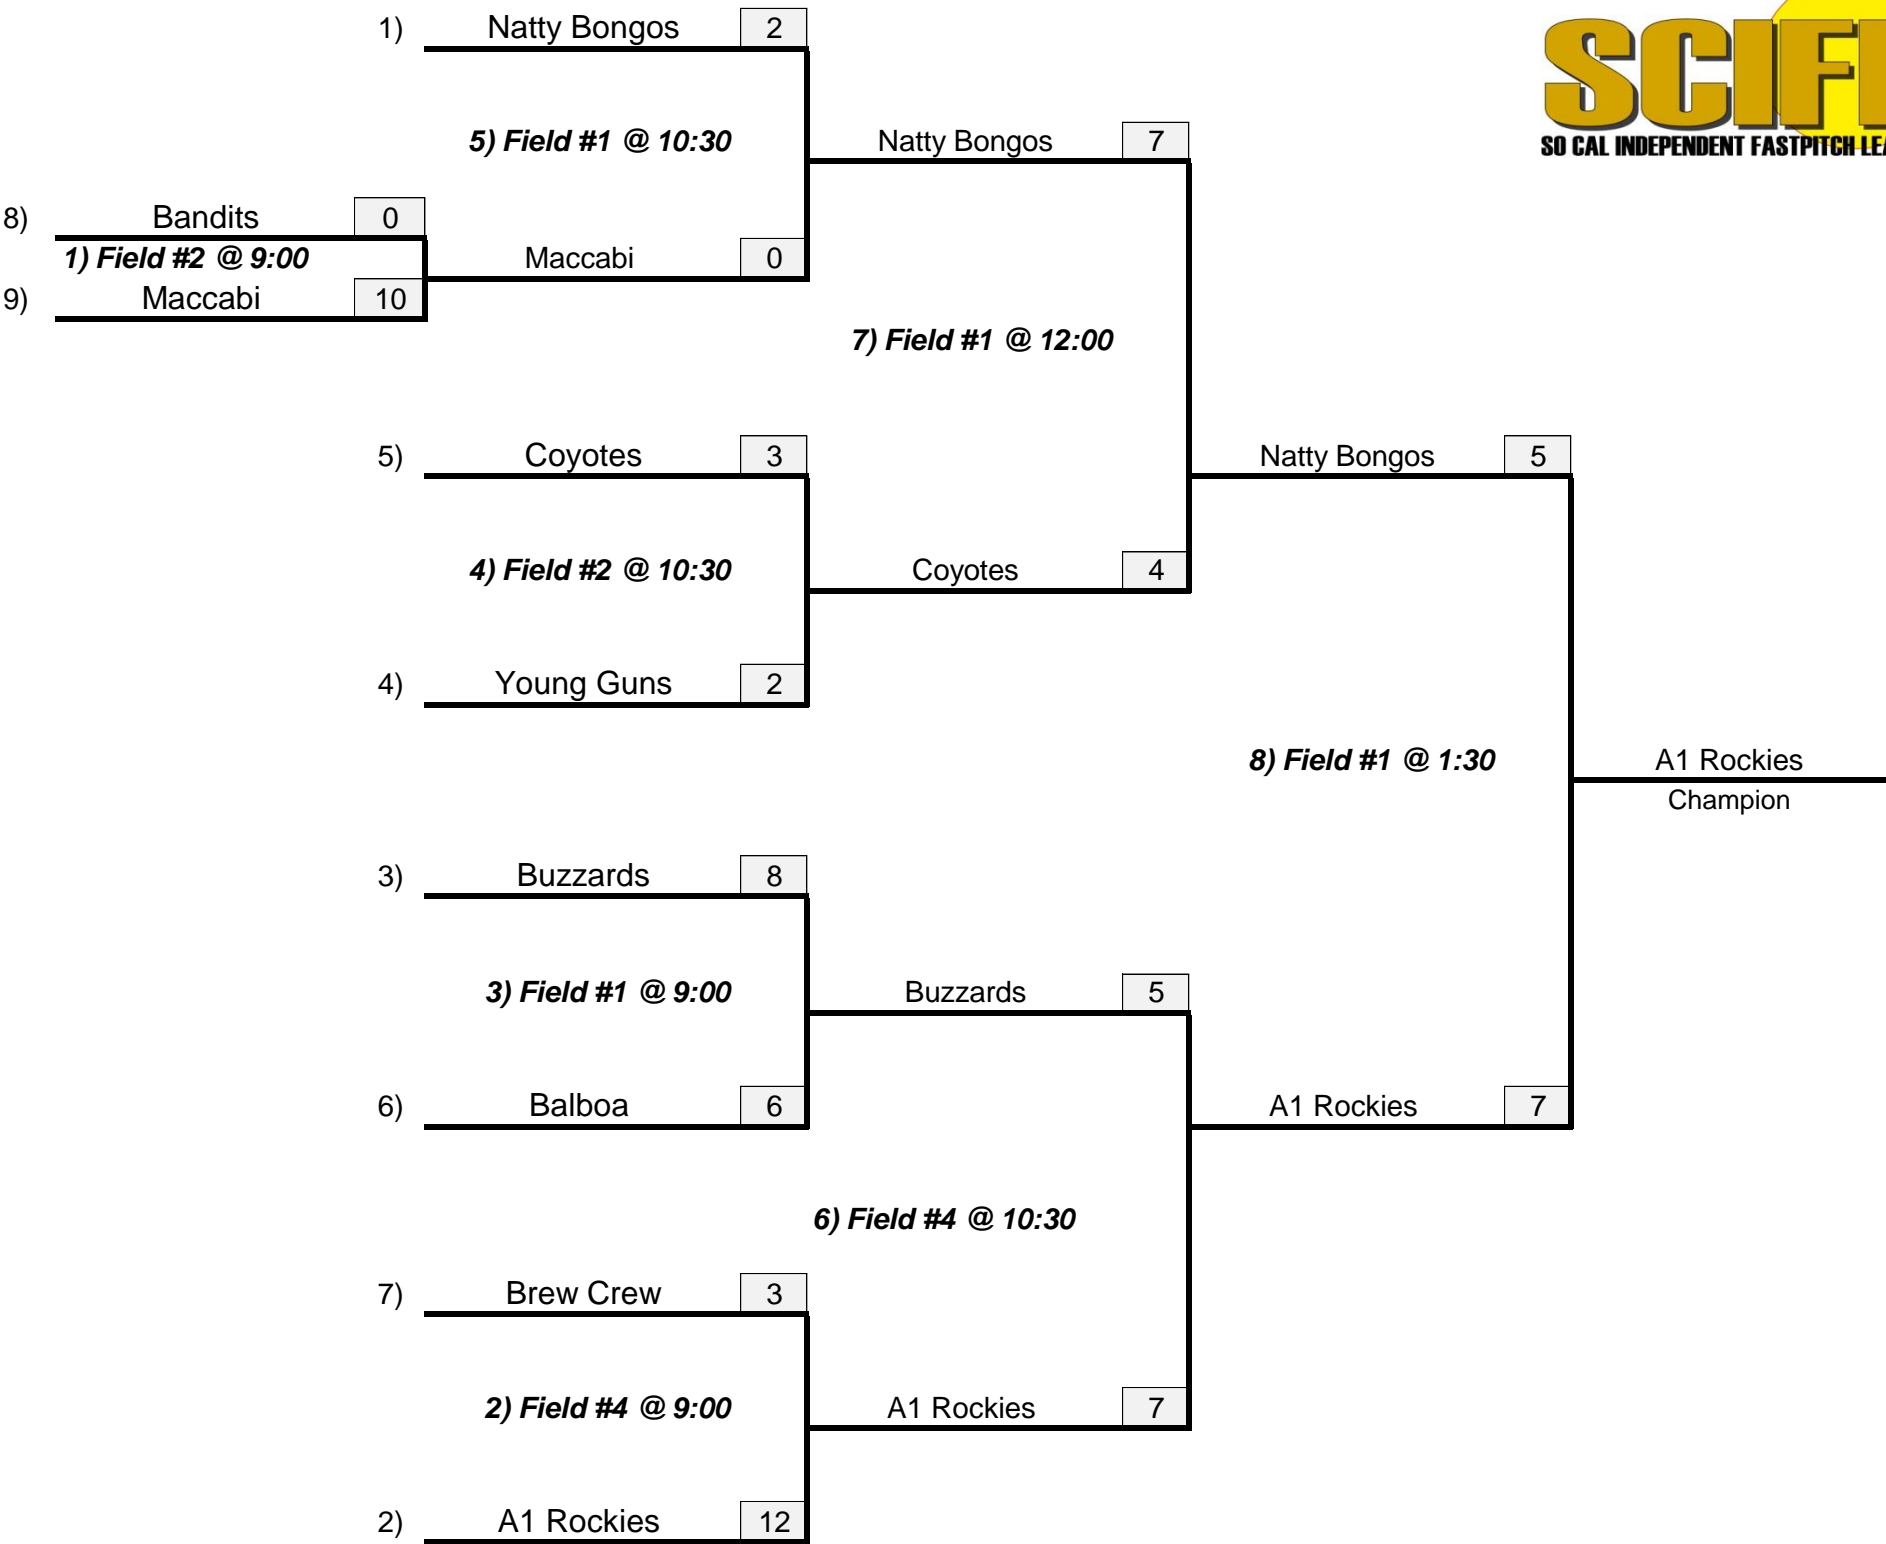 1) Natty Bongos 2
5) Field #1 @ 10:30
Natty Bongos 7
8) Bandits 0
1) Field #2 @ 9:00
Maccabi 0
9) Maccabi 10
7) Field #1 @ 12:00
5) Coyotes 3
Natty Bongos 5
4) Field #2 @ 10:30
Coyotes 4
4) Young Guns 2
8) Field #1 @ 1:30
A1 Rockies
Champion
3) Buzzards 8
3) Field #1 @ 9:00
Buzzards 5
6) Balboa 6
A1 Rockies 7
6) Field #4 @ 10:30
7) Brew Crew 3
2) Field #4 @ 9:00
A1 Rockies 7
2) A1 Rockies 12
SCIF
SO CAL INDEPENDENT FASTPITCH